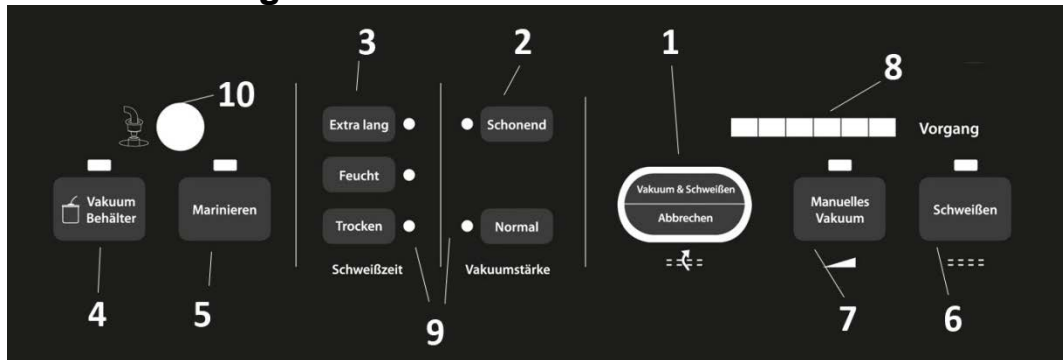 3
2
1
8
10
Extra lang
Schonend
Vorgang
Feucht
Vakuum & Schweißen
Abbrechen
Vakuum
Behälter
Marinieren
Manuelles
Vakuum
Schweißen
Trocken
Normal
Schweißzeit
Vakuumstärke
4
5
9
7
6